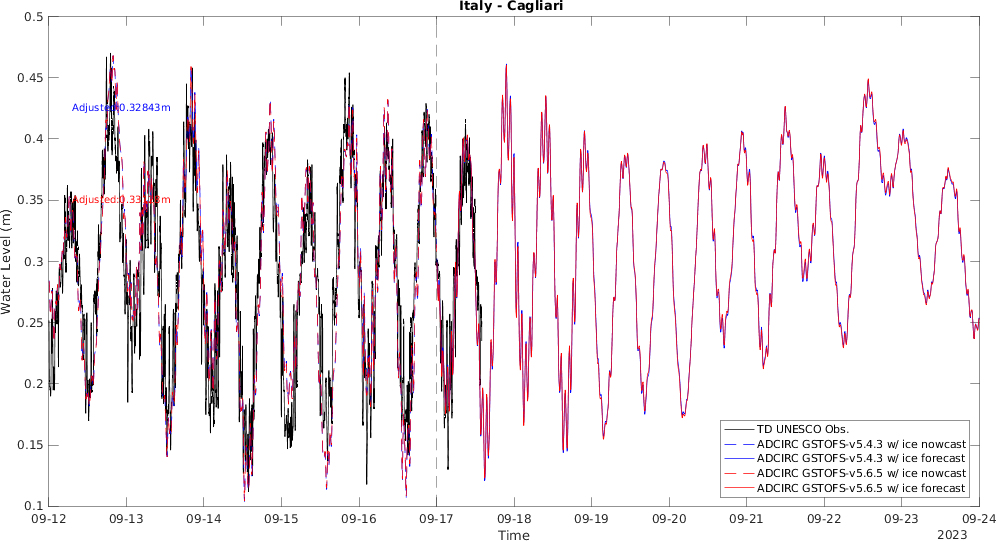 Italy - Cagliari
Water Level (m)
0.5
0.45
0.4
0.35
0.3
0.25
0.2
0.15
0.1
Adjusted:0.32843m
TD UNESCO Obs.
ADCIRC GSTOFS-v5.4.3 w/ ice nowcast
ADCIRC GSTOFS-v5.4.3 w/ ice forecast
ADCIRC GSTOFS-v5.6.5 w/ ice nowcast
ADCIRC GSTOFS-v5.6.5 w/ ice forecast
09-12 09-13 09-14 09-15 09-16 09-17 09-18 09-19 09-20 09-21 09-22 09-23 09-24
Time
2023